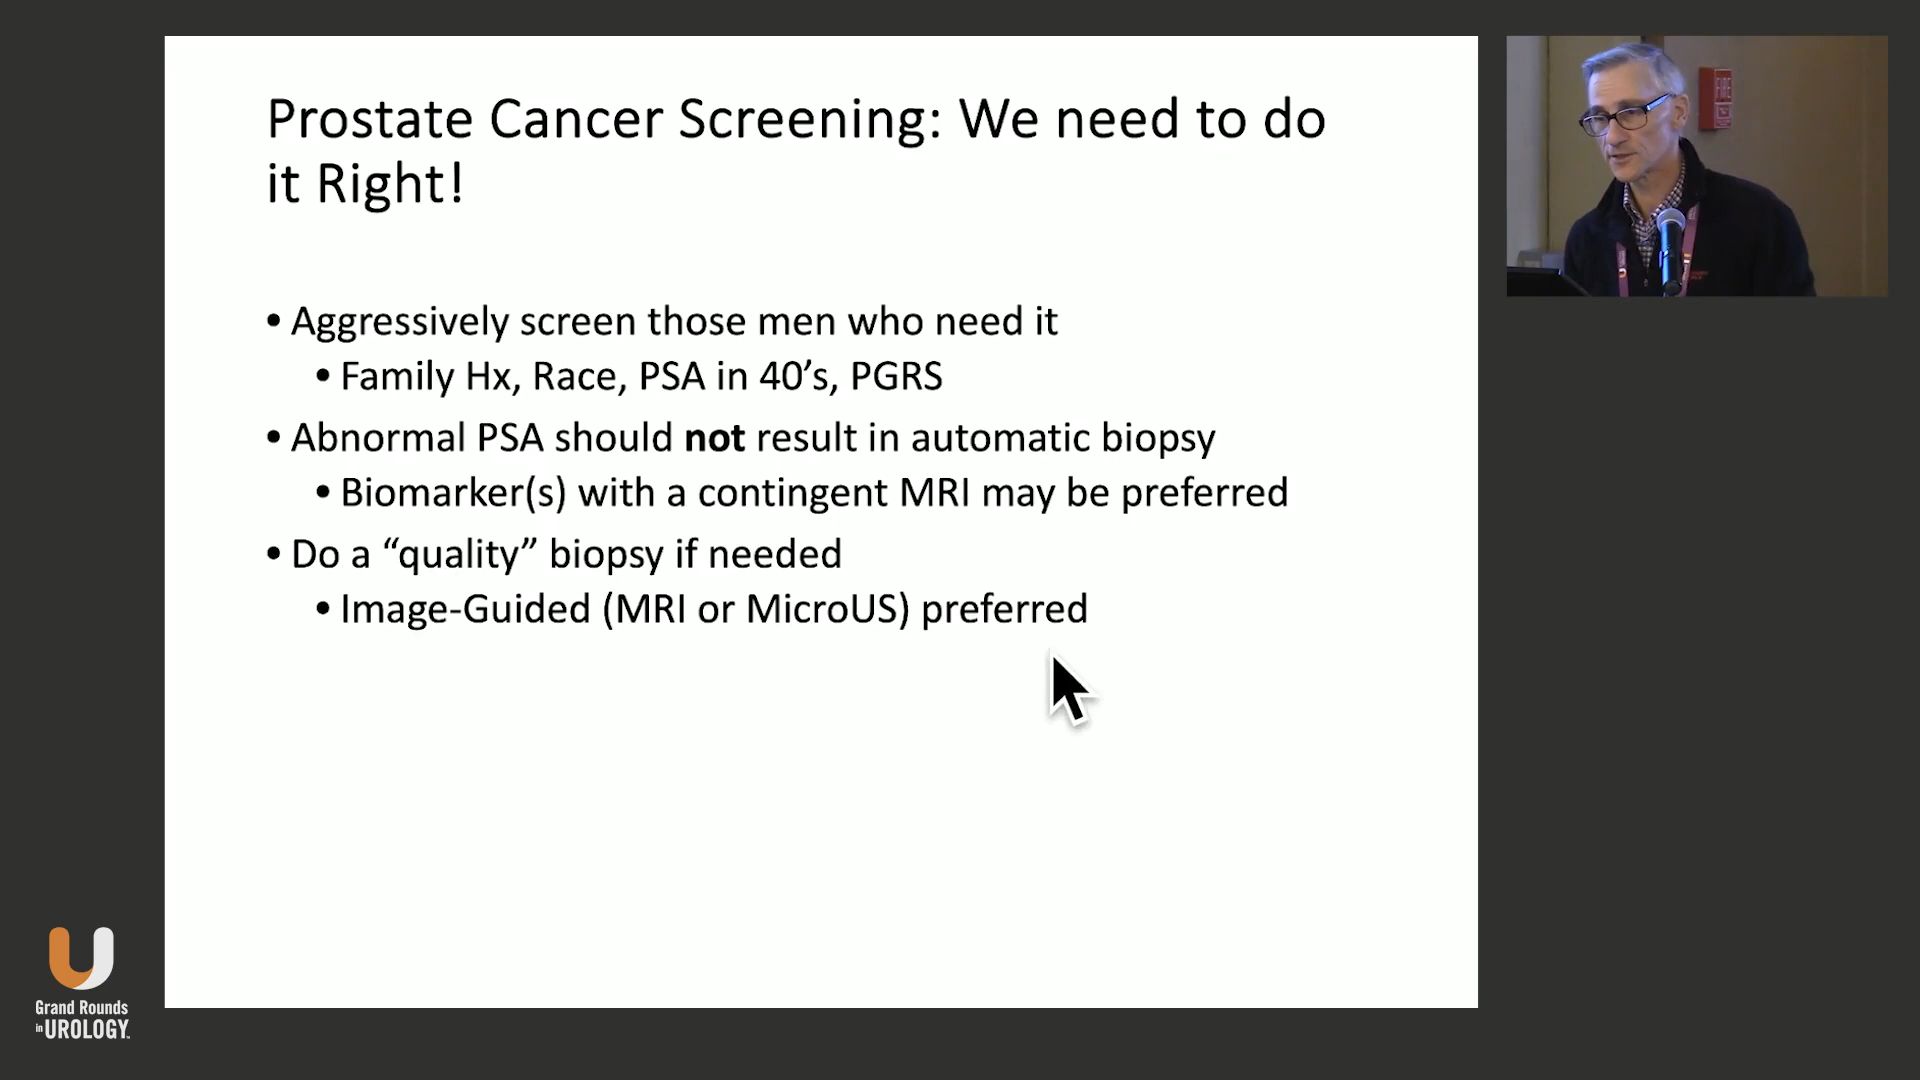 Prostate Cancer Screening: We need to do
it Right!
• Aggressively screen those men who need it
• Family Hx, Race, PSA in 40’s, PGRS
• Abnormal PSA should not result in automatic biopsy
• Biomarker(s) with a contingent MRI may be preferred
• Do a “quality” biopsy if needed
• Image-Guided (MRI or MicroUS) preferred
FIRE
Grand Rounds
in UROLOGY